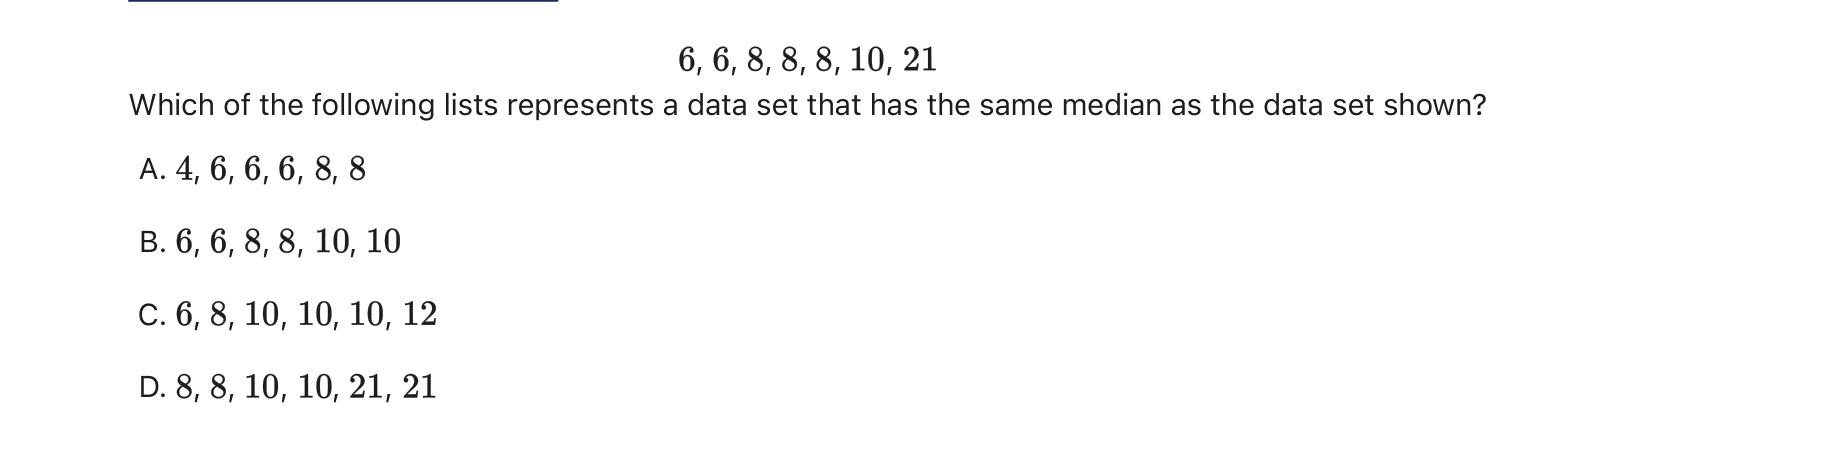 6, 6, 8, 8, 8, 10, 21
Which of the following lists represents a data set that has the same median as the data set shown?
A. 4, 6, 6, 6, 8, 8
B. 6, 6, 8, 8, 10, 10
C. 6, 8, 10, 10, 10, 12
D. 8, 8, 10, 10, 21, 21